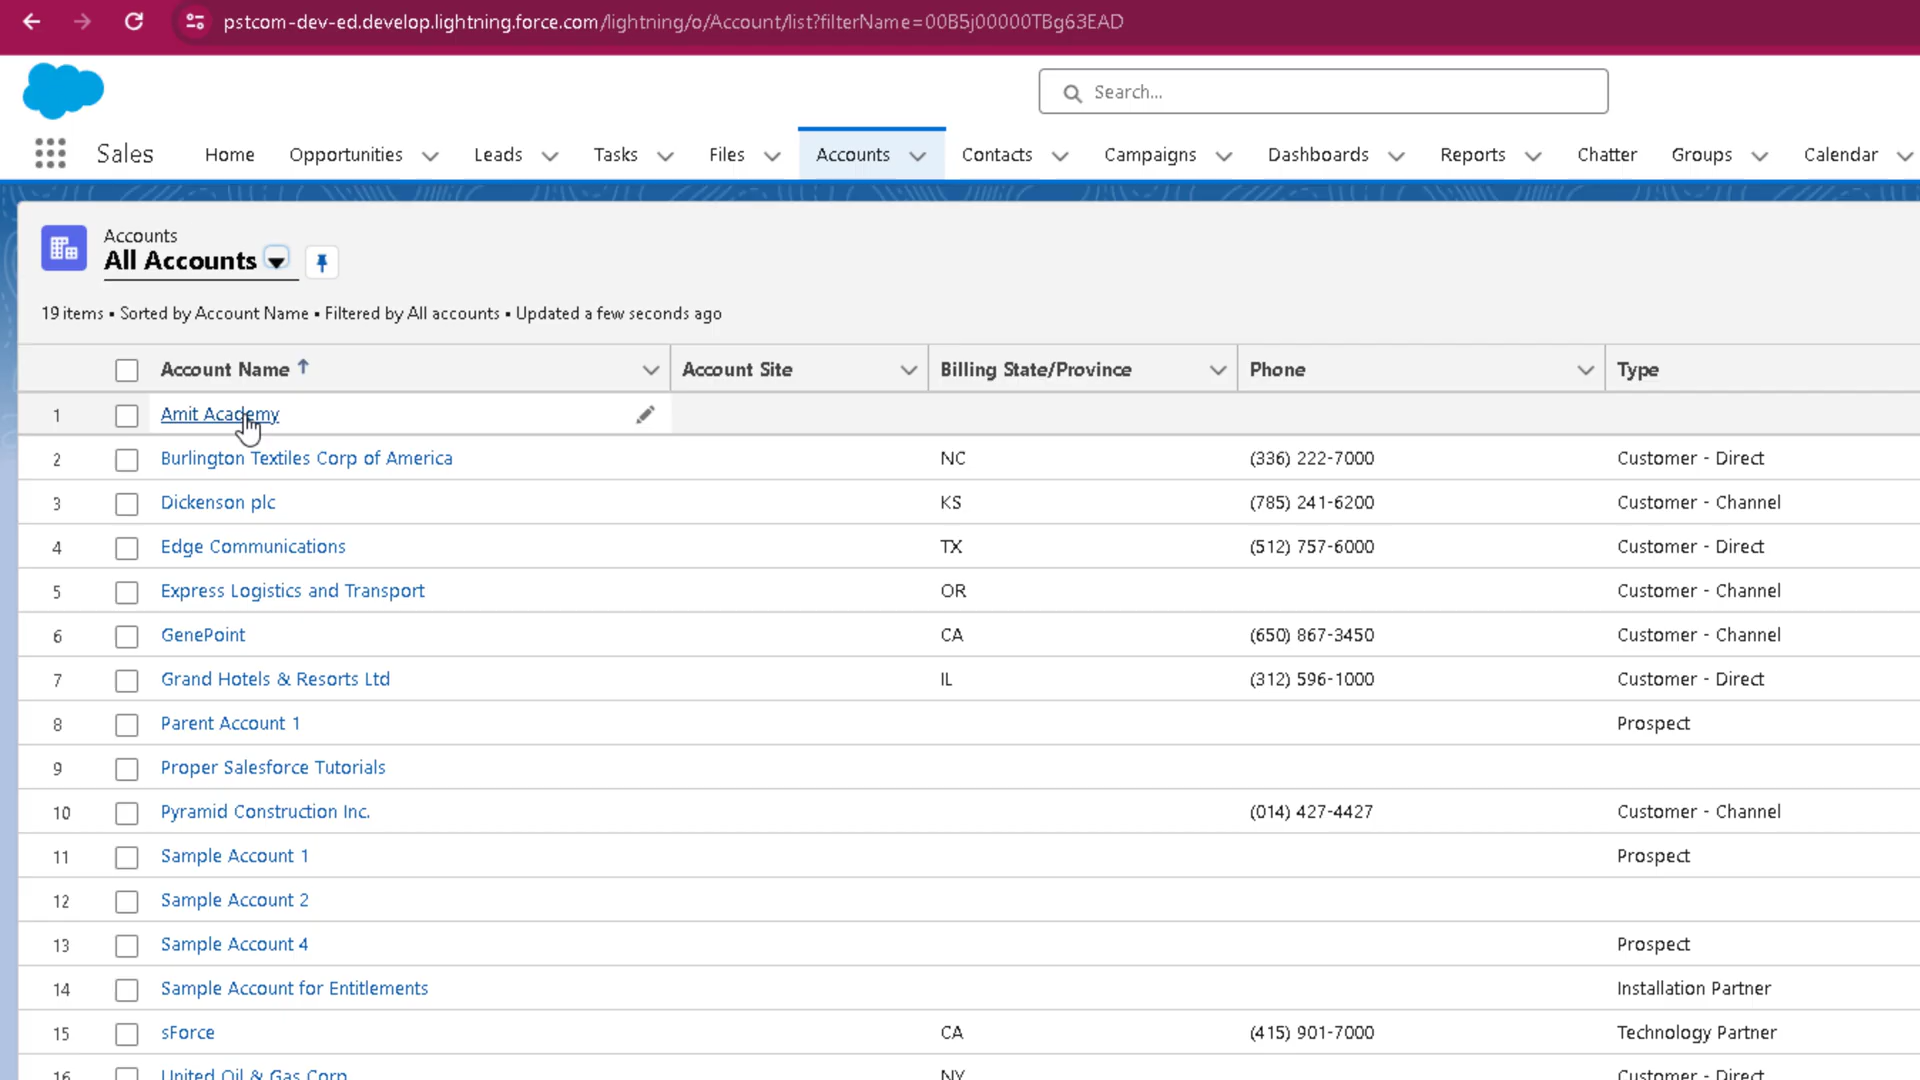 pstcom-dev-ed.develop.lightning.force.com/lightning/o/Account/list?filterName=00B5j00000TBg63EAD
Search...
Sales Home Opportunities Leads Tasks Files Accounts Contacts Campaigns Dashboards Reports Chatter Groups Calendar
Accounts
All Accounts
19 items • Sorted by Account Name • Filtered by All accounts • Updated a few seconds ago
Account Name Account Site Billing State/Province Phone Type
1 Amit Academy
2 Burlington Textiles Corp of America NC (336) 222-7000 Customer - Direct
3 Dickenson plc KS (785) 241-6200 Customer - Channel
4 Edge Communications TX (512) 757-6000 Customer - Direct
5 Express Logistics and Transport OR Customer - Channel
6 GenePoint CA (650) 867-3450 Customer - Channel
7 Grand Hotels & Resorts Ltd IL (312) 596-1000 Customer - Direct
8 Parent Account 1 Prospect
9 Proper Salesforce Tutorials
10 Pyramid Construction Inc. (014) 427-4427 Customer - Channel
11 Sample Account 1 Prospect
12 Sample Account 2
13 Sample Account 4 Prospect
14 Sample Account for Entitlements Installation Partner
15 sForce CA (415) 901-7000 Technology Partner
16 United Oil & Gas Corp NY Customer - Direct